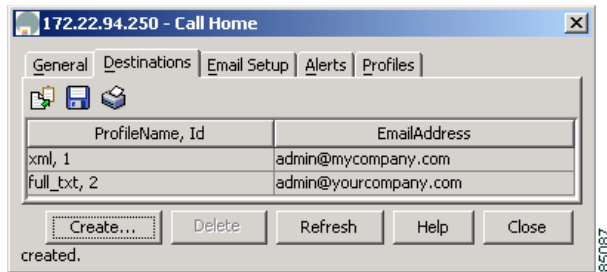 172.22.94.250 - Call Home
General Destinations Email Setup Alerts Profiles
ProfileName, Id EmailAddress
xml, 1 admin@mycompany.com
full_txt, 2 admin@yourcompany.com
Create... Delete Refresh Help Close
created.
85087